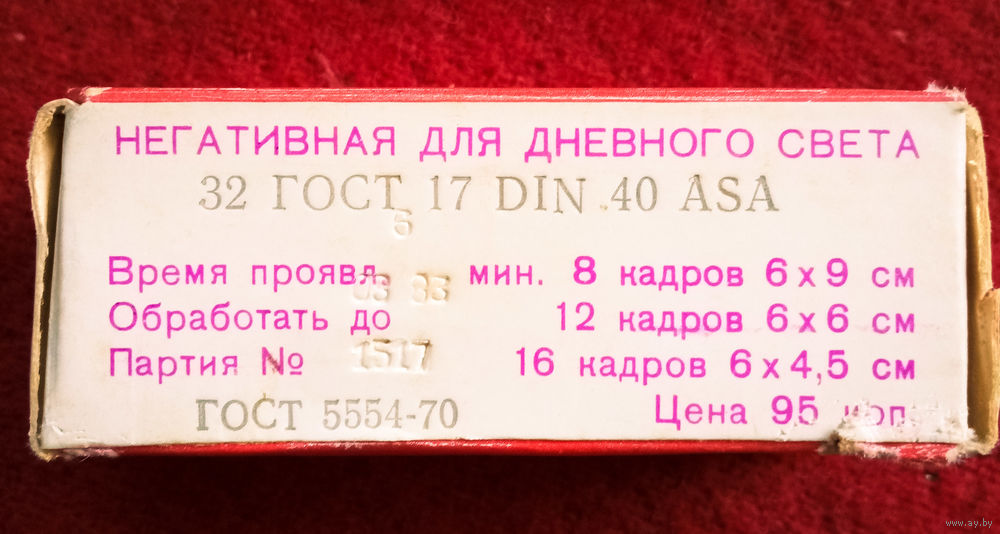 НЕГАТИВНАЯ ДЛЯ ДНЕВНОГО СВЕТА
32 ГОСТ 17 DIN 40 ASA
6
Время проявл. мин. 8 кадров 6 x 9 см
Обработать до 12 кадров 6 x 6 см
Партия № 1517 16 кадров 6 x 4,5 см
ГОСТ 5554-70 Цена 95 коп.
www.ay.by